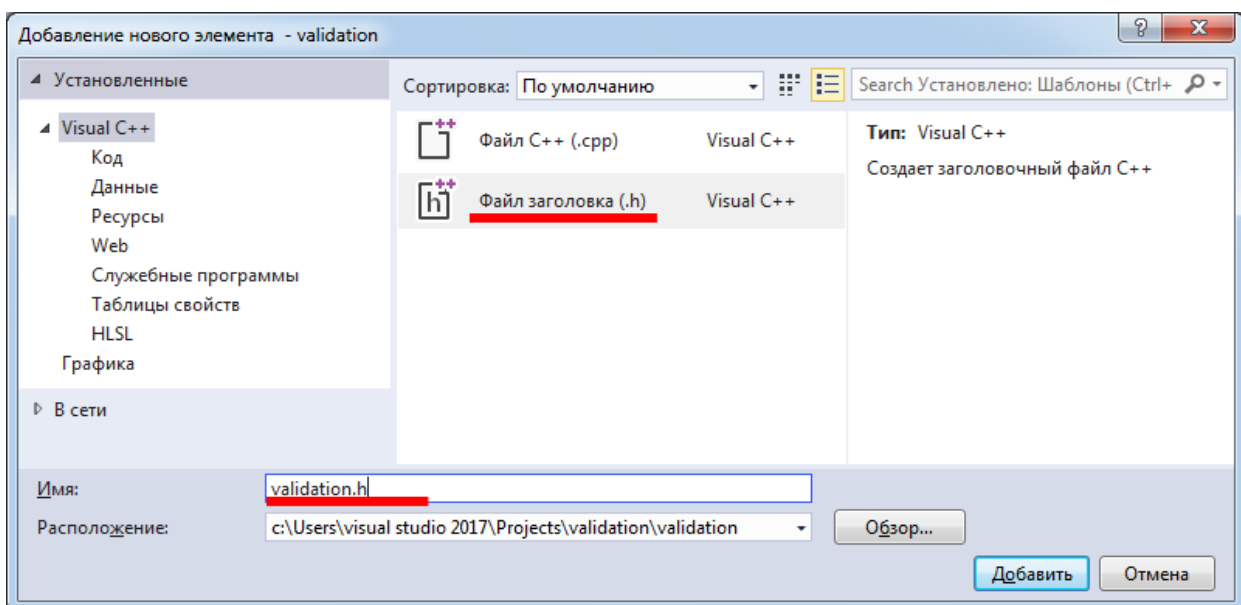 Добавление нового элемента - validation
Установленные
Visual C++
Код
Данные
Ресурсы
Web
Служебные программы
Таблицы свойств
HLSL
Графика
В сети
Сортировка: По умолчанию
Search Установлено: Шаблоны (Ctrl+
Файл C++ (.cpp) Visual C++
Файл заголовка (.h) Visual C++
Тип: Visual C++
Создает заголовочный файл C++
Имя: validation.h
Расположение: c:\Users\visual studio 2017\Projects\validation\validation Обзор...
Добавить Отмена